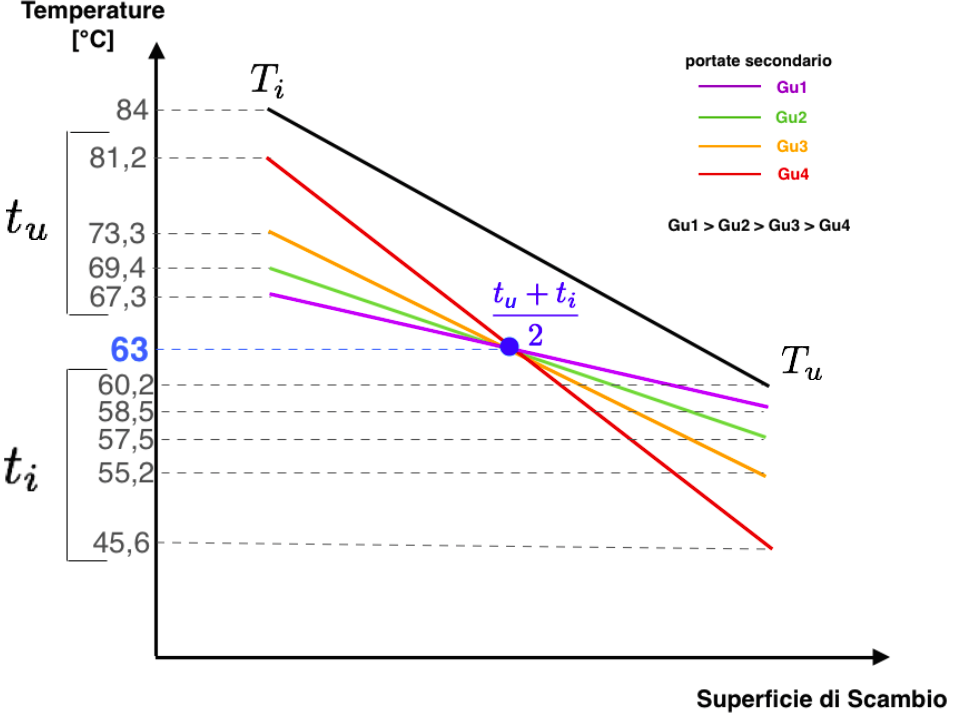 Temperature
[°C]
T_i
84
81,2
t_u
73,3
69,4
67,3
63
t_u + t_i
2
60,2
58,5
57,5
55,2
t_i
45,6
T_u
portate secondario
Gu1
Gu2
Gu3
Gu4
Gu1 > Gu2 > Gu3 > Gu4
Superficie di Scambio